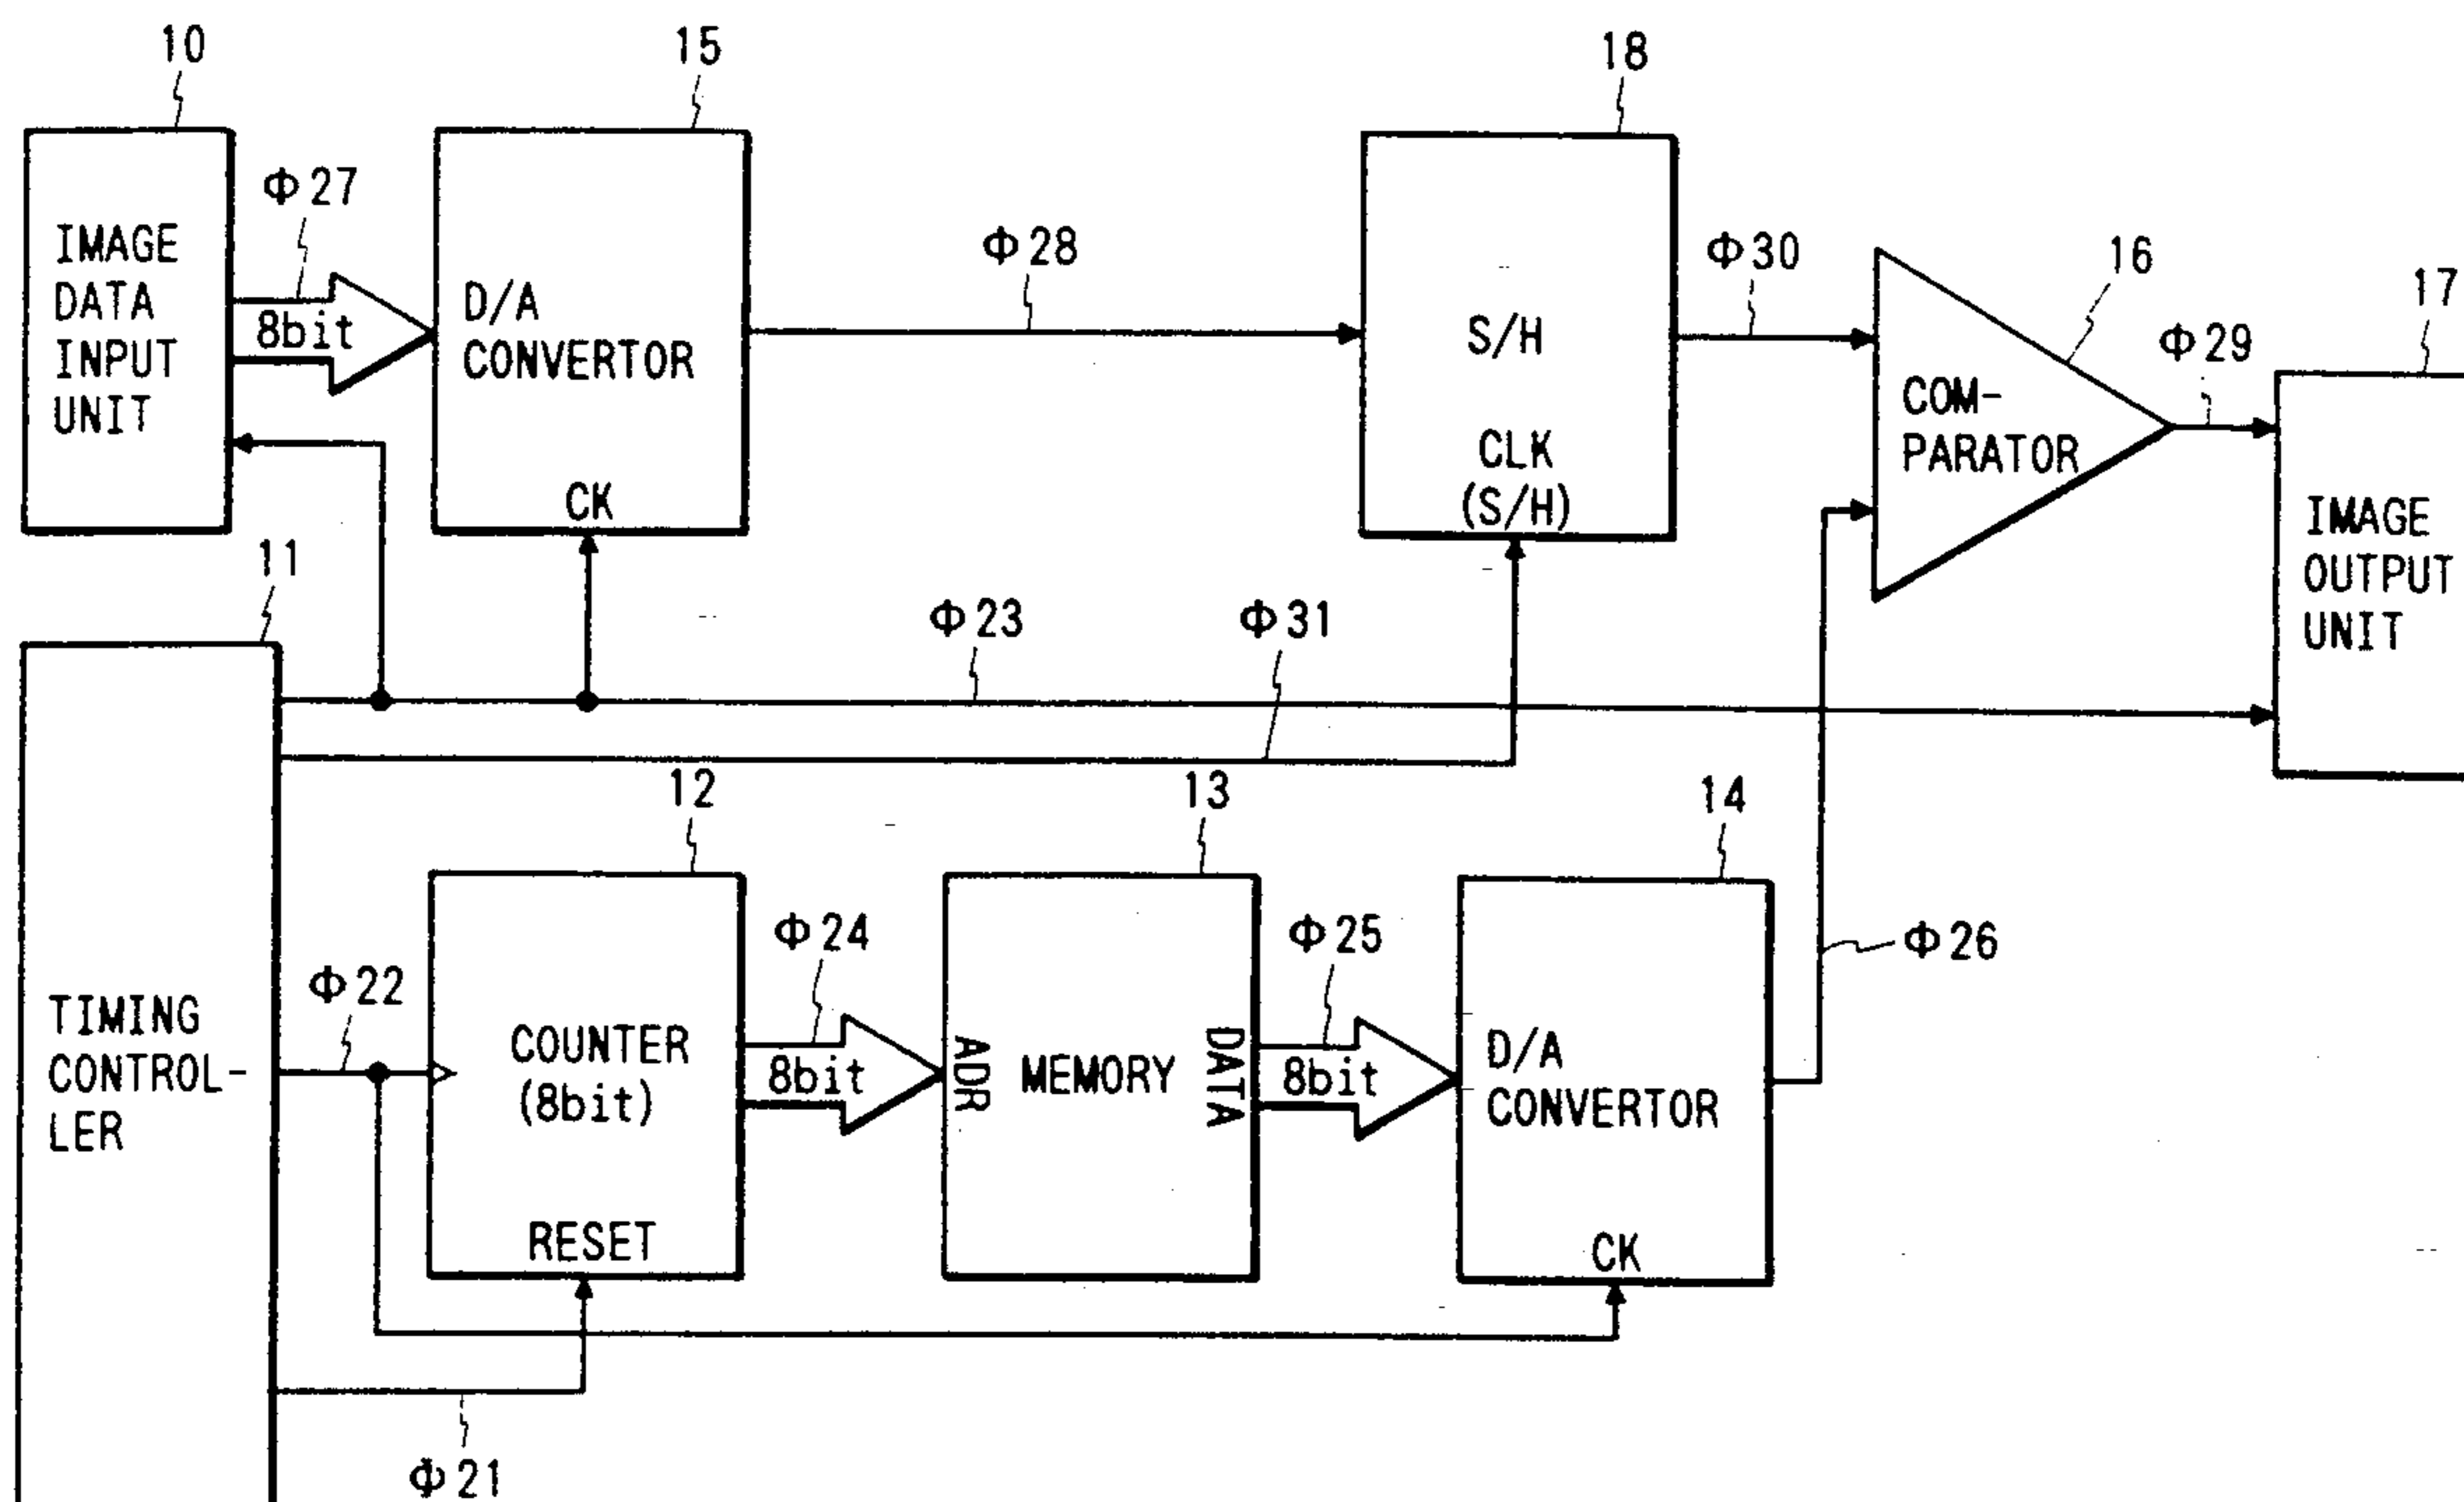 10
15
18
Φ27
Φ28
Φ30
16
17
Φ29
IMAGE
DATA
INPUT
UNIT
8bit
D/A
CONVERTOR
CK
S/H
CLK
(S/H)
COM-
PARATOR
IMAGE
OUTPUT
UNIT
11
Φ23
Φ31
12
13
14
Φ22
Φ24
Φ25
Φ26
TIMING
CONTROL-
LER
COUNTER
(8bit)
RESET
8bit
ADR
MEMORY
DATA
8bit
D/A
CONVERTOR
CK
Φ21